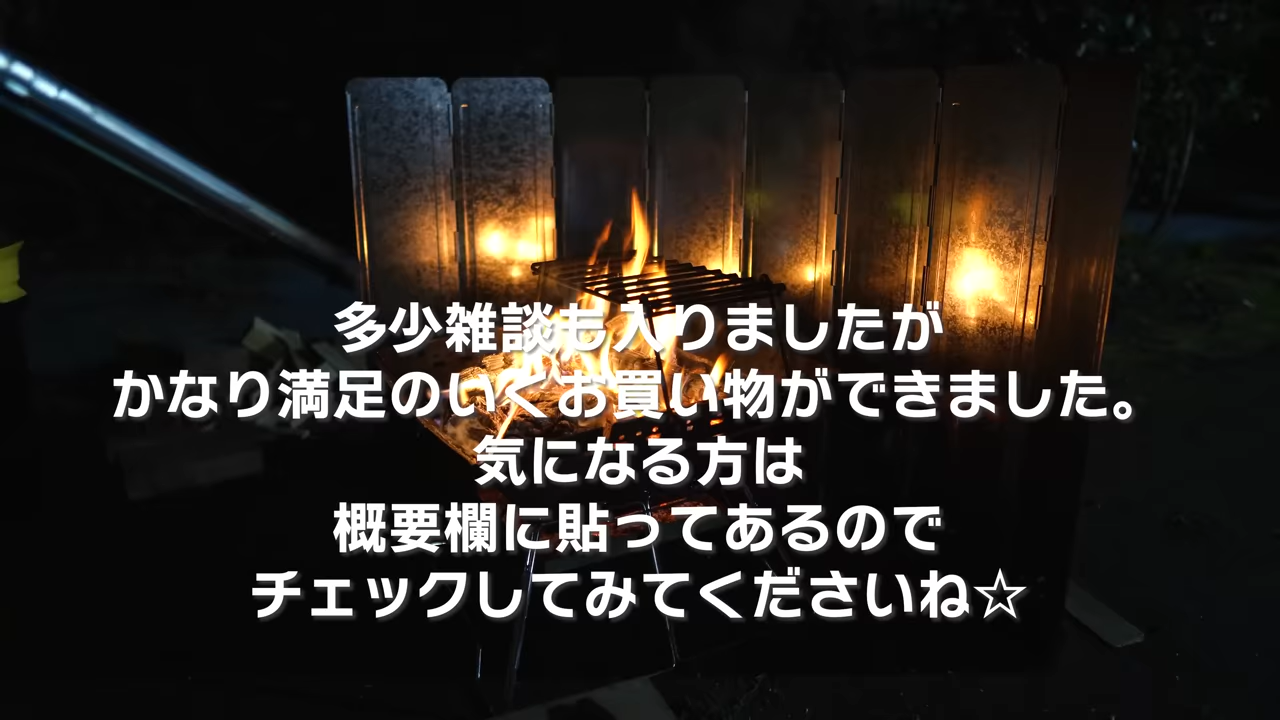 多少雑談も入りましたが
かなり満足のいくお買い物ができました。
気になる方は
概要欄に貼ってあるので
チェックしてみてくださいね☆